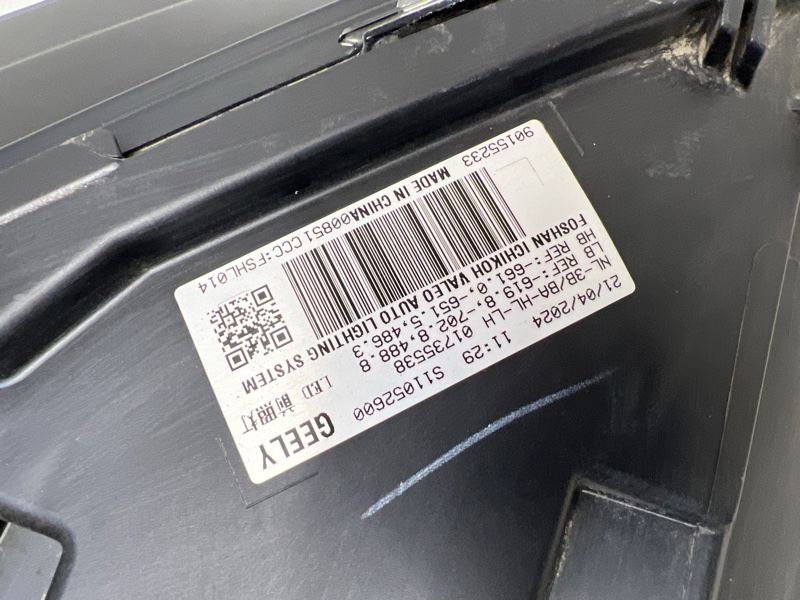 21/04/2024 11:29 S11052600 GEELY
NL-3B/BA-HL-LH 01735538 LED 前照灯
LB REF:-619.8,-702.8,488.8
HB REF:-661.0,-651.5,486.3
FOSHAN ICHIKOH VALEO AUTO LIGHTING SYSTEM
90155233 MADE IN CHINA 000851 CCC:FSHL014